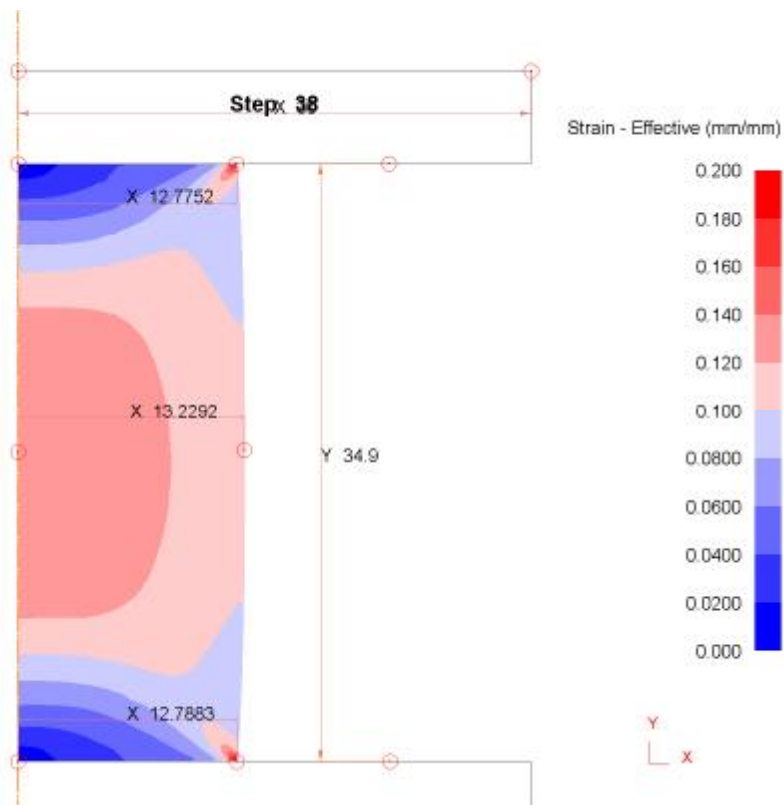 Step 38
X 12.7752
X 13.2292
Y 34.9
X 12.7883
Strain - Effective (mm/mm)
0.200
0.180
0.160
0.140
0.120
0.100
0.0800
0.0600
0.0400
0.0200
0.000
Y
X